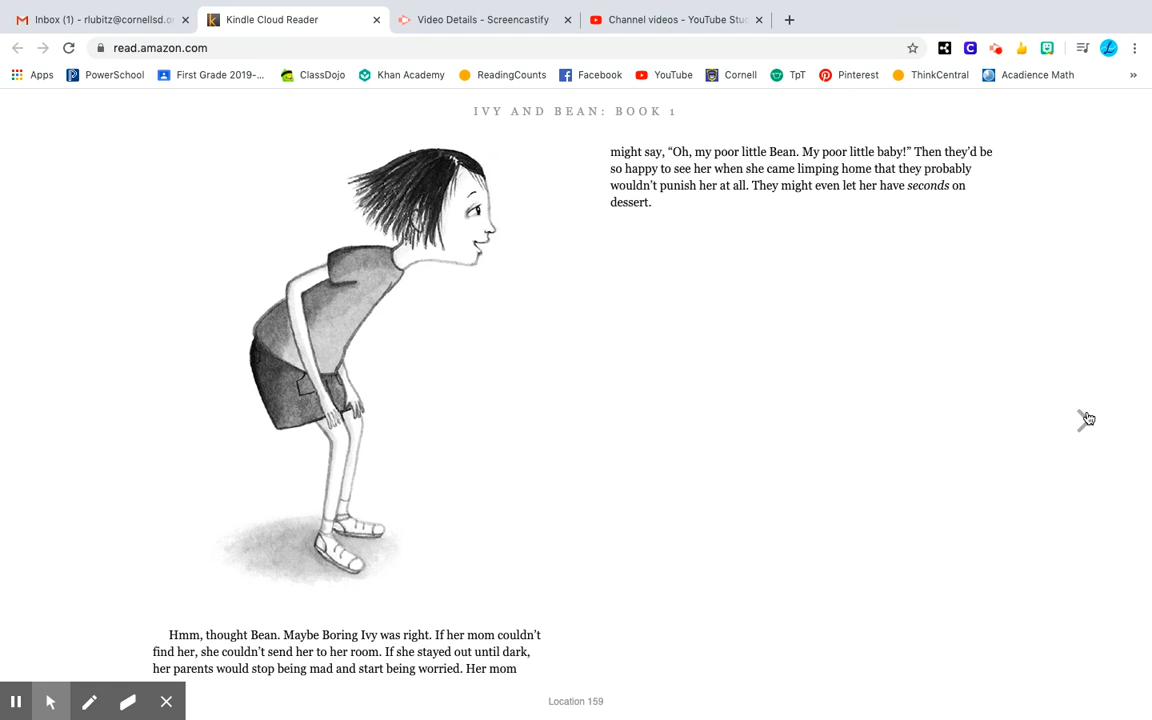 Inbox (1) - rlubitz@cornellsd.or
Kindle Cloud Reader
Video Details - Screencastify
Channel videos - YouTube Stud
read.amazon.com
Apps
PowerSchool
First Grade 2019-...
ClassDojo
Khan Academy
ReadingCounts
Facebook
YouTube
Cornell
TpT
Pinterest
ThinkCentral
Acadience Math
»
IVY AND BEAN: BOOK 1
Hmm, thought Bean. Maybe Boring Ivy was right. If her mom couldn’t
find her, she couldn’t send her to her room. If she stayed out until dark,
her parents would stop being mad and start being worried. Her mom
might say, “Oh, my poor little Bean. My poor little baby!” Then they’d be
so happy to see her when she came limping home that they probably
wouldn’t punish her at all. They might even let her have seconds on
dessert.
Location 159